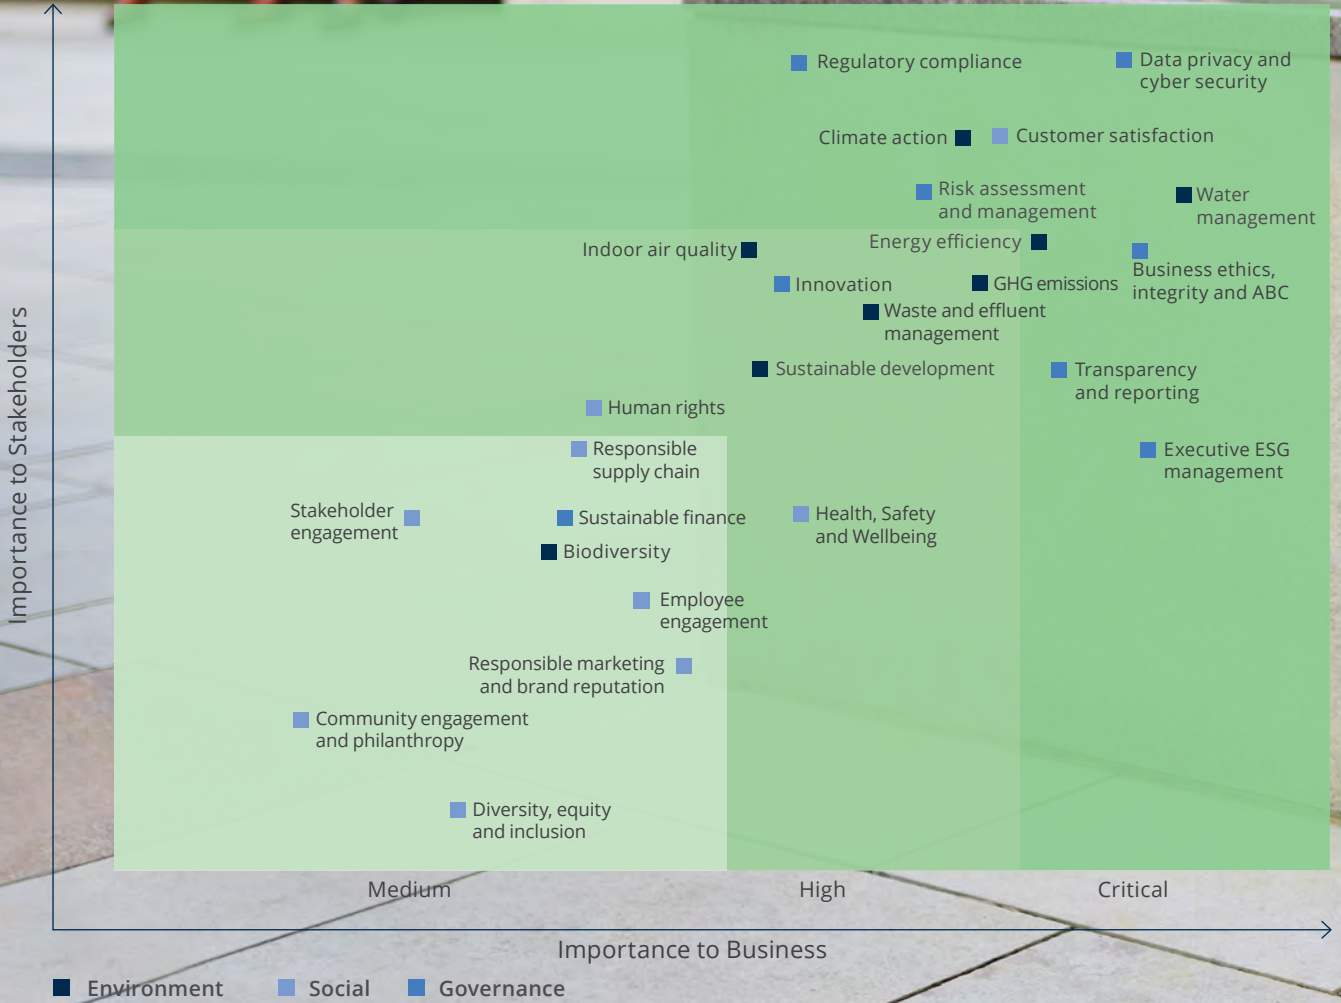 Regulatory compliance
Data privacy and
cyber security
Climate action
Customer satisfaction
Risk assessment
and management
Water
management
Energy efficiency
Indoor air quality
Business ethics,
integrity and ABC
Innovation
GHG emissions
Waste and effluent
management
Sustainable development
Transparency
and reporting
Human rights
Responsible
supply chain
Executive ESG
management
Stakeholder
engagement
Sustainable finance
Health, Safety
and Wellbeing
Biodiversity
Employee
engagement
Responsible marketing
and brand reputation
Community engagement
and philanthropy
Diversity, equity
and inclusion
Importance to Stakeholders
Medium
High
Critical
Importance to Business
Environment
Social
Governance